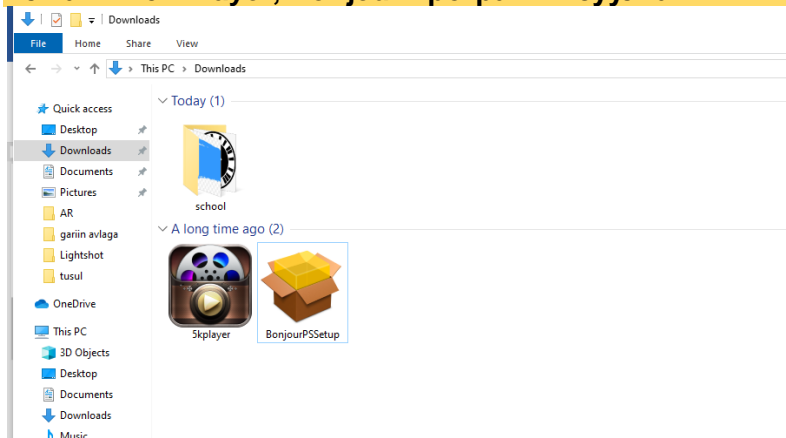 Downloads
File Home Share View
This PC > Downloads
Quick access
Desktop
Downloads
Documents
Pictures
AR
gariin avlaga
Lightshot
tusul
OneDrive
This PC
3D Objects
Desktop
Documents
Downloads
Music
Today (1)
school
A long time ago (2)
5kplayer
BonjourPSSetup